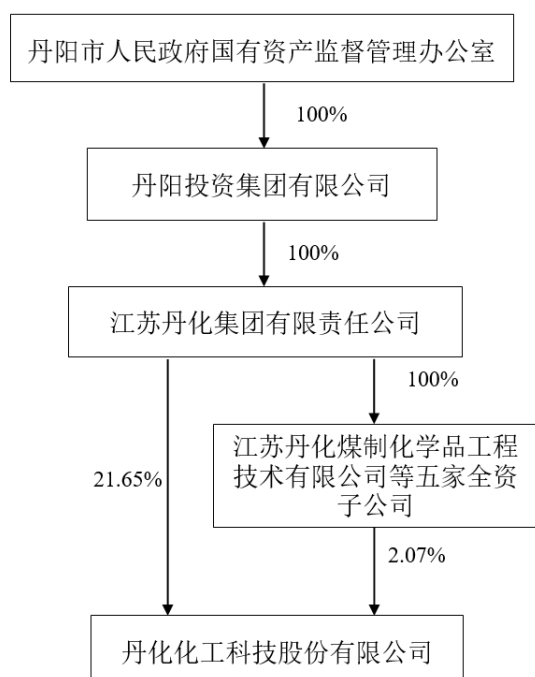 丹阳市人民政府国有资产监督管理办公室
100%
丹阳投资集团有限公司
100%
江苏丹化集团有限责任公司
100%
江苏丹化煤制化学品工程
技术有限公司等五家全资
子公司
21.65%
2.07%
丹化化工科技股份有限公司